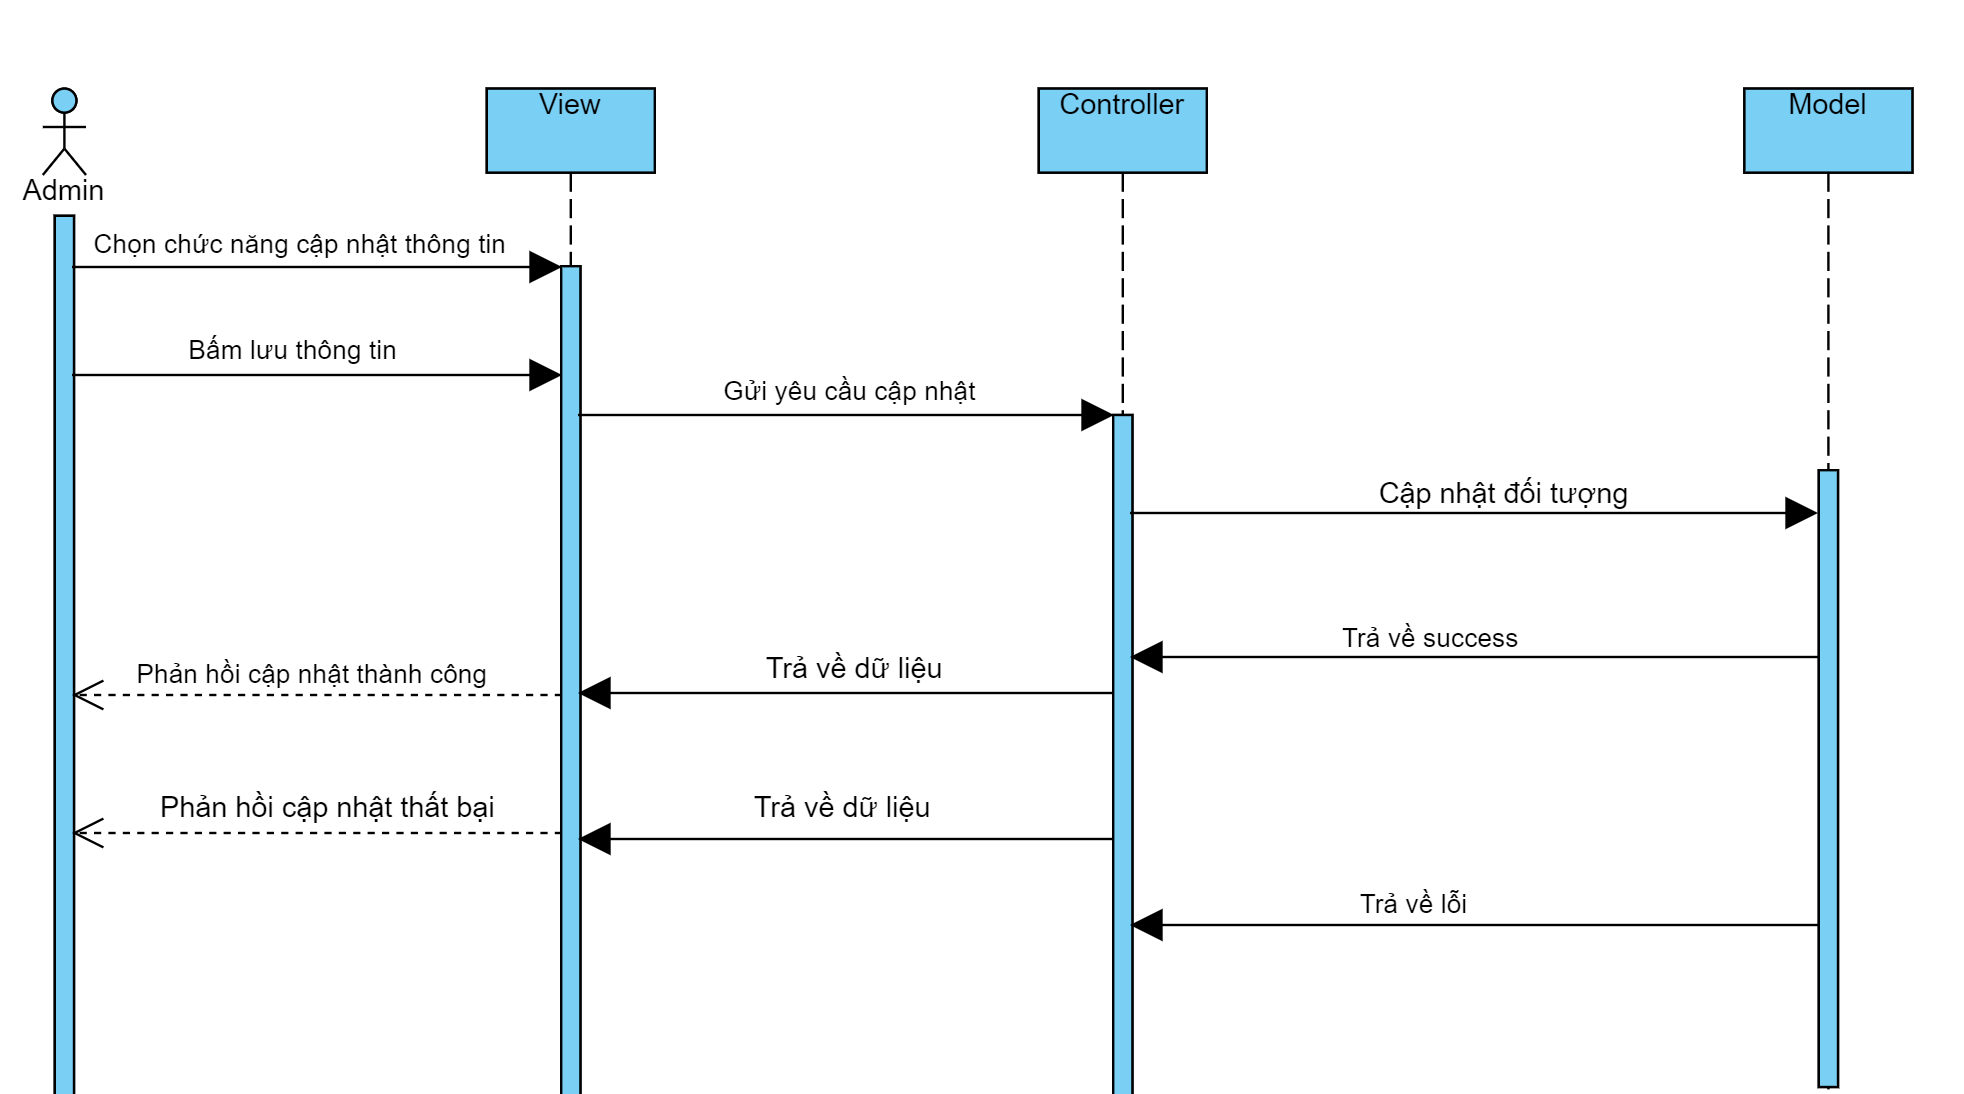 View
Controller
Model
Admin
Chọn chức năng cập nhật thông tin
Bấm lưu thông tin
Gửi yêu cầu cập nhật
Cập nhật đối tượng
Trả về success
Trả về dữ liệu
Phản hồi cập nhật thành công
Phản hồi cập nhật thất bại
Trả về dữ liệu
Trả về lỗi